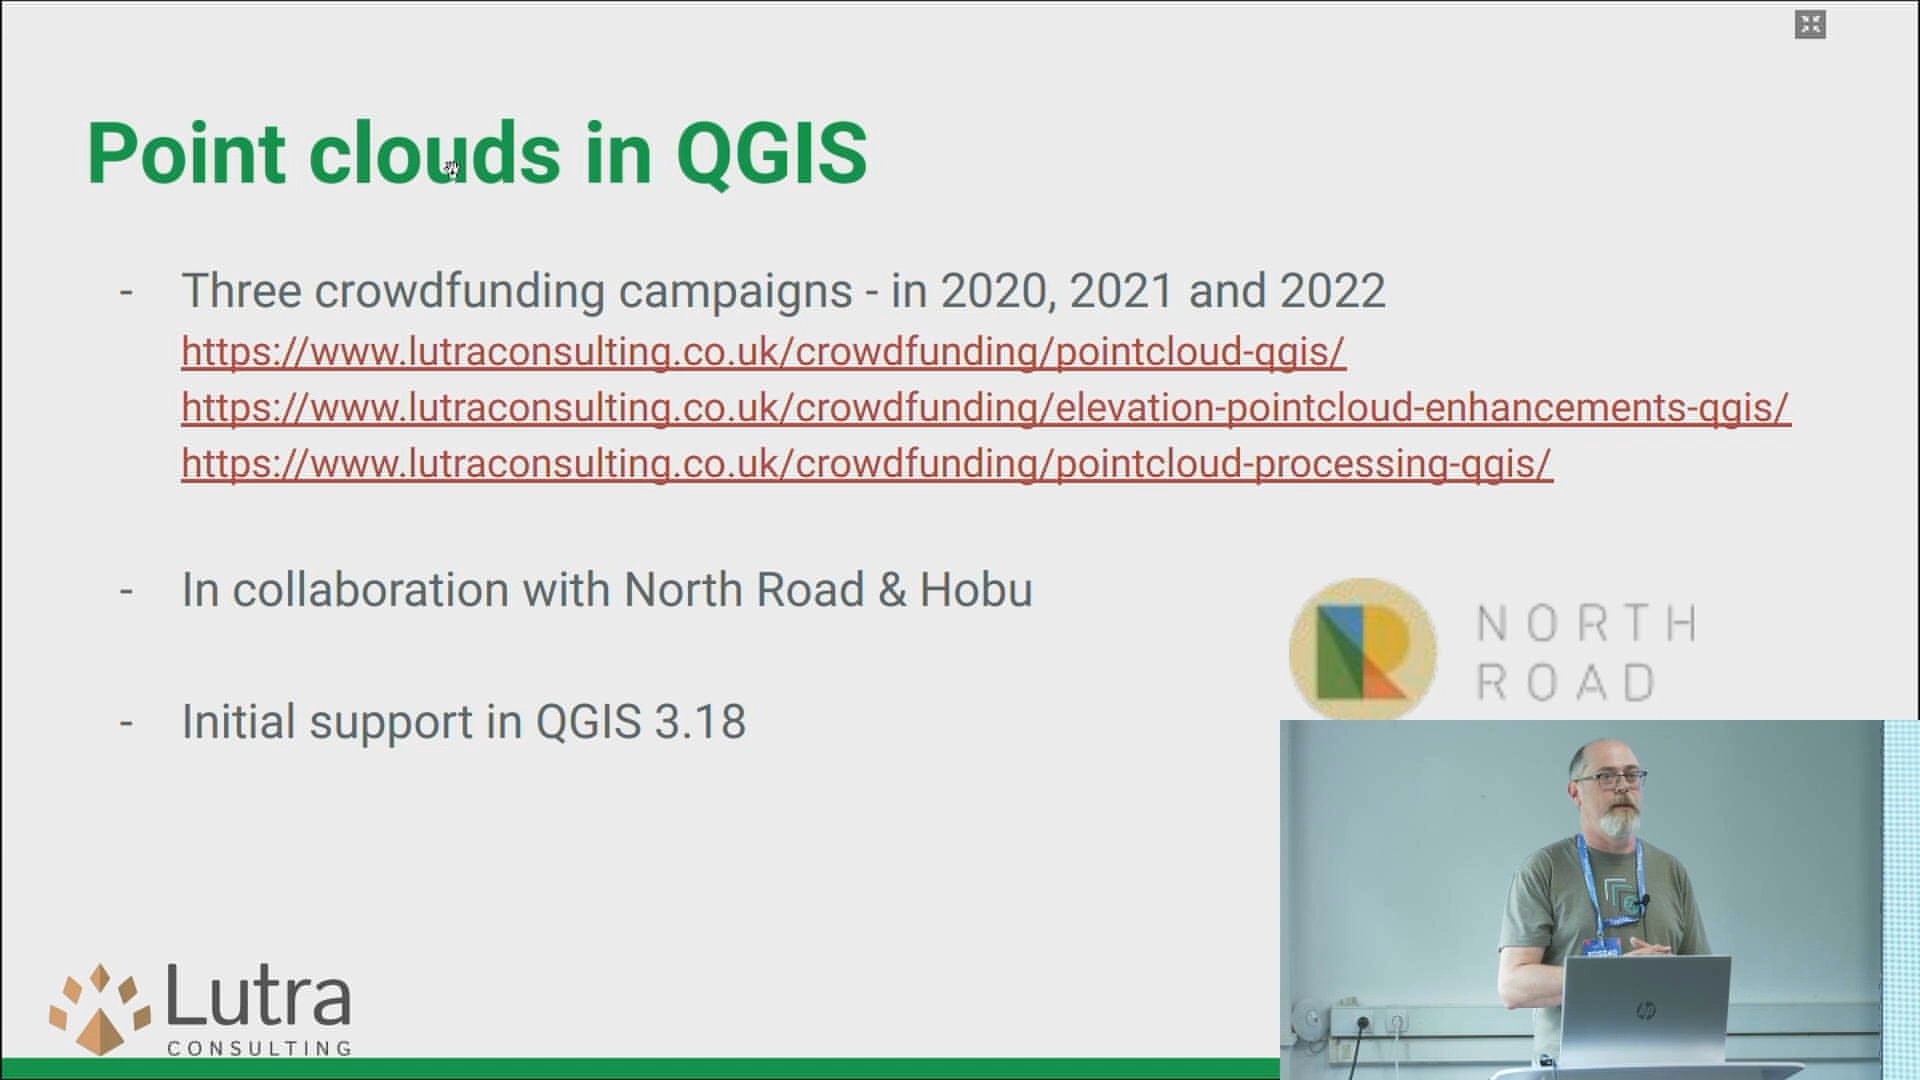 Point clouds in QGIS
- Three crowdfunding campaigns - in 2020, 2021 and 2022
https://www.lutraconsulting.co.uk/crowdfunding/pointcloud-qgis/
https://www.lutraconsulting.co.uk/crowdfunding/elevation-pointcloud-enhancements-qgis/
https://www.lutraconsulting.co.uk/crowdfunding/pointcloud-processing-qgis/
- In collaboration with North Road & Hobu
NORTH
ROAD
- Initial support in QGIS 3.18
Lutra
CONSULTING
hp